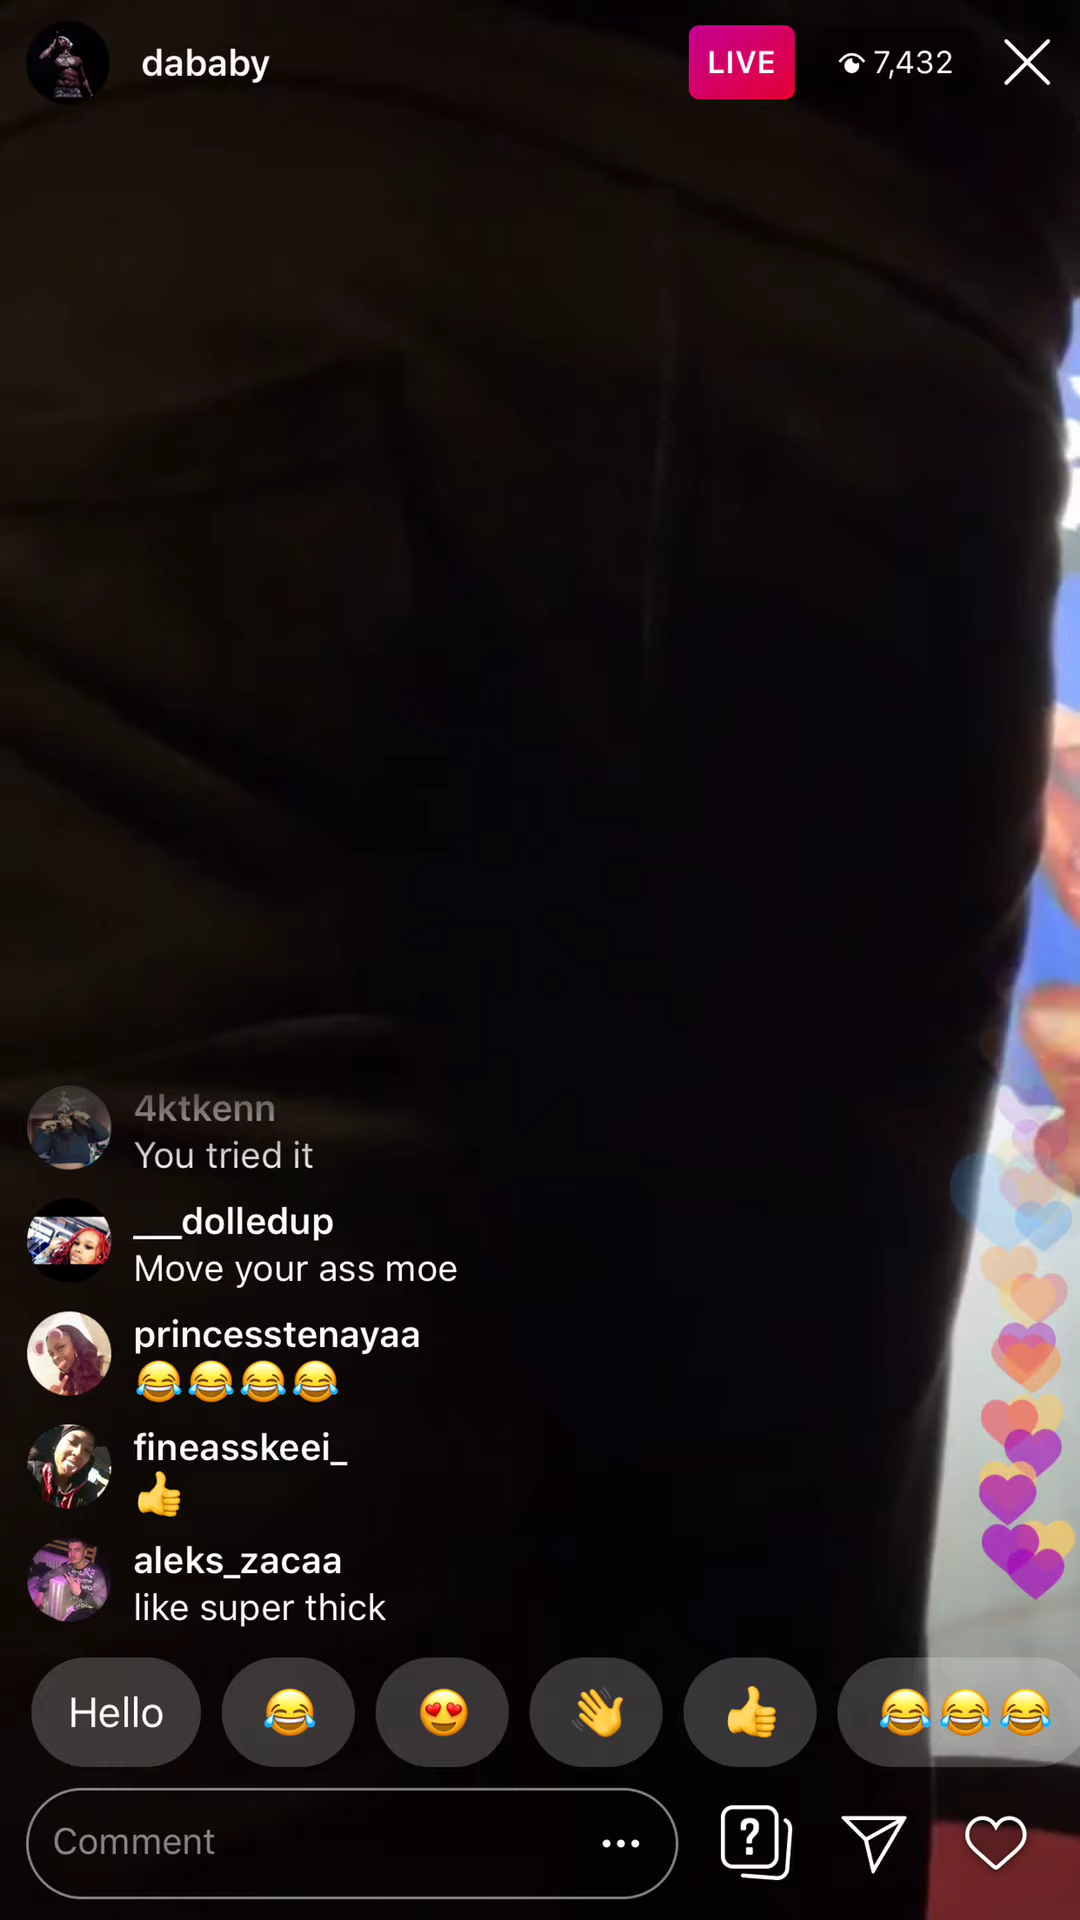 dababy
LIVE
7,432
4ktkenn
You tried it
___dolledup
Move your ass moe
princesstenayaa
😂😂😂😂
fineasskeei_
👍
aleks_zacaa
like super thick
Hello 😂 😍 👋 👍 😂😂😂
Comment